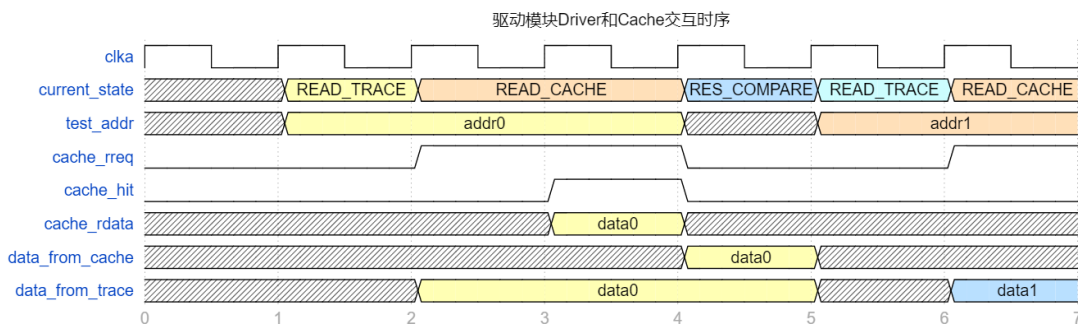 驱动模块Driver和Cache交互时序
clka
current_state READ_TRACE READ_CACHE RES_COMPARE READ_TRACE READ_CACHE
test_addr addr0 addr1
cache_rreq
cache_hit
cache_rdata data0
data_from_cache data0
data_from_trace data0 data1
0 1 2 3 4 5 6 7